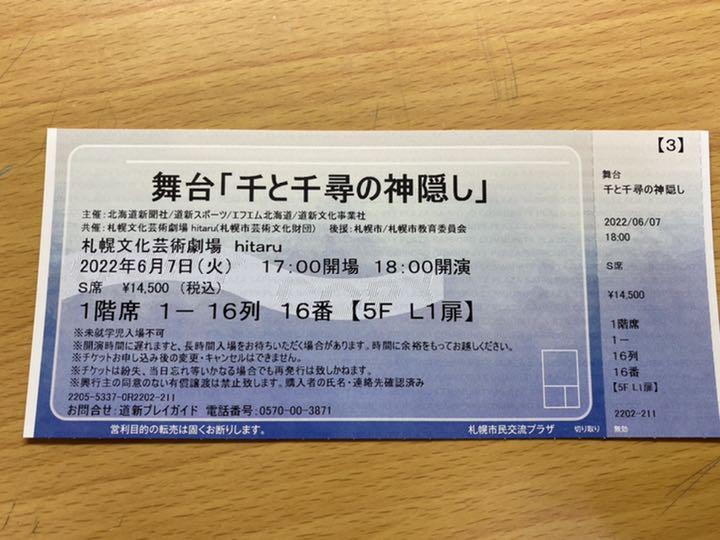 舞台「千と千尋の神隠し」
主催：北海道新聞社/道新スポーツ/エフエム北海道/道新文化事業社
共催：札幌文化芸術劇場 hitaru(札幌市芸術文化財団)　後援：札幌市/札幌市教育委員会
札幌文化芸術劇場 hitaru
2022年6月7日(火)　17:00開場　18:00開演
S席　¥14,500（税込）
1階席　1－　16列　16番【5F　L1扉】
※未就学児入場不可
※開演時間に遅れますと、長時間入場をお待ちいただく場合があります。時間に余裕をもってお越しください。
※チケットお申し込み後の変更・キャンセルはできません。
※チケットは紛失、当日忘れ等いかなる場合でも再発行は致しかねます。
※興行主の同意のない有償譲渡は禁止致します。購入者の氏名・連絡先確認済み
2205-5337-0R2202-211
お問合せ：道新プレイガイド　電話番号：0570-00-3871
営利目的の転売は固くお断りします。
札幌市民交流プラザ
切り取り
無効
【3】
舞台
千と千尋の神隠し
2022/06/07
18:00
S席
¥14,500
1階席
1－
16列
16番
【5F L1扉】
2202-211